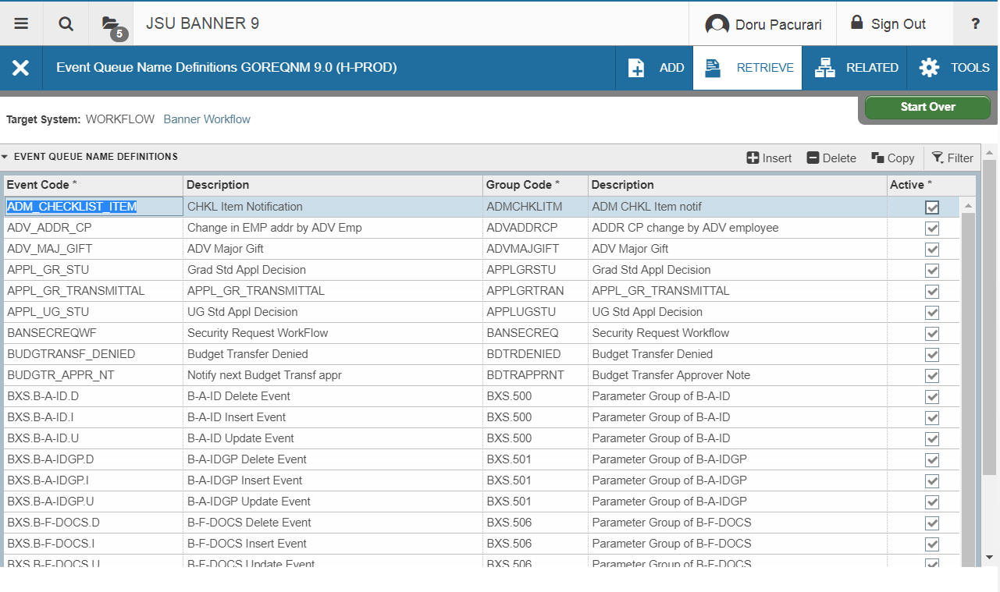 5 JSU BANNER 9 Doru Pacurari Sign Out ?
Event Queue Name Definitions GOREQNM 9.0 (H-PROD) ADD RETRIEVE RELATED TOOLS
Start Over
Target System: WORKFLOW Banner Workflow
EVENT QUEUE NAME DEFINITIONS Insert Delete Copy Filter
Event Code * Description Group Code * Description Active *
ADM_CHECKLIST_ITEM CHKL Item Notification ADMCHKLITM ADM CHKL Item notif
ADV_ADDR_CP Change in EMP addr by ADV Emp ADVADDRCP ADDR CP change by ADV employee
ADV_MAJ_GIFT ADV Major Gift ADVMAJGIFT ADV Major Gift
APPL_GR_STU Grad Std Appl Decision APPLGRSTU Grad Std Appl Decision
APPL_GR_TRANSMITTAL APPL_GR_TRANSMITTAL APPLGRTRAN APPL_GR_TRANSMITTAL
APPL_UG_STU UG Std Appl Decision APPLUGSTU UG Std Appl Decision
BANSECREQWF Security Request WorkFlow BANSECREQ Security Request Workflow
BUDGTRANSF_DENIED Budget Transfer Denied BDTRDENIED Budget Transfer Denied
BUDGTR_APPR_NT Notify next Budget Transf appr BDTRAPPRNT Budget Transfer Approver Note
BXS.B-A-ID.D B-A-ID Delete Event BXS.500 Parameter Group of B-A-ID
BXS.B-A-ID.I B-A-ID Insert Event BXS.500 Parameter Group of B-A-ID
BXS.B-A-ID.U B-A-ID Update Event BXS.500 Parameter Group of B-A-ID
BXS.B-A-IDGP.D B-A-IDGP Delete Event BXS.501 Parameter Group of B-A-IDGP
BXS.B-A-IDGP.I B-A-IDGP Insert Event BXS.501 Parameter Group of B-A-IDGP
BXS.B-A-IDGP.U B-A-IDGP Update Event BXS.501 Parameter Group of B-A-IDGP
BXS.B-F-DOCS.D B-F-DOCS Delete Event BXS.506 Parameter Group of B-F-DOCS
BXS.B-F-DOCS.I B-F-DOCS Insert Event BXS.506 Parameter Group of B-F-DOCS
BXS.B-F-DOCS.U B-F-DOCS Update Event BXS.506 Parameter Group of B-F-DOCS